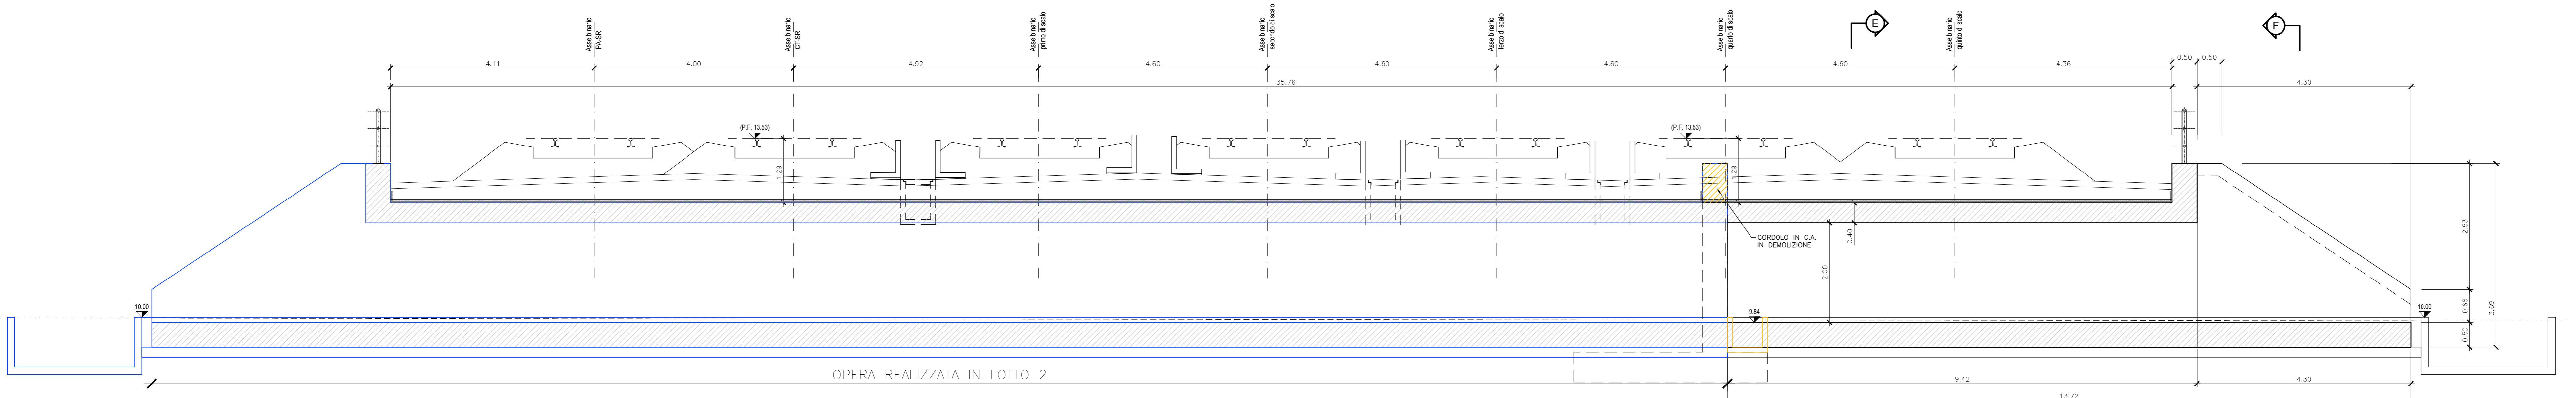 Asse binario
PA-SR
Asse binario
CT-SR
Asse binario
primo di scalo
Asse binario
secondo di scalo
Asse binario
terzo di scalo
Asse binario
quarto di scalo
Asse binario
quinto di scalo
E
F
4.11
4.00
4.92
4.60
4.60
4.60
4.60
4.36
0.50
0.50
35.76
4.30
(P.F. 13.53)
(P.F. 13.53)
1.29
1.29
CORDOLO IN C.A.
IN DEMOLIZIONE
0.40
2.00
2.53
0.66
3.69
0.50
10.00
9.84
10.00
OPERA REALIZZATA IN LOTTO 2
9.42
4.30
13.72